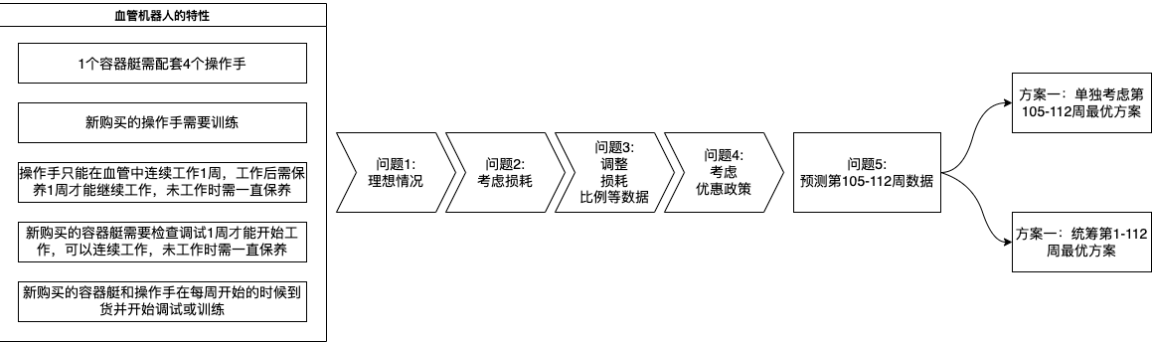 血管机器人的特性
1个容器艇需配套4个操作手
新购买的操作手需要训练
操作手只能在血管中连续工作1周，工作后需保
养1周才能继续工作，未工作时需一直保养
新购买的容器艇需要检查调试1周才能开始工
作，可以连续工作，未工作时需一直保养
新购买的容器艇和操作手在每周开始的时候到
货并开始调试或训练
问题1:
理想情况
问题2:
考虑损耗
问题3:
调整
损耗
比例等数据
问题4:
考虑
优惠政策
问题5:
预测第105-112周数据
方案一：单独考虑第
105-112周最优方案
方案一：统筹第1-112
周最优方案